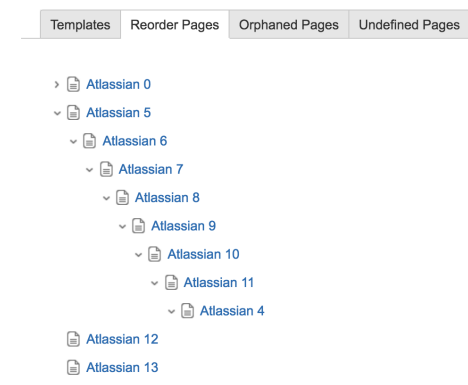 Templates Reorder Pages Orphaned Pages Undefined Pages
Atlassian 0
Atlassian 5
Atlassian 6
Atlassian 7
Atlassian 8
Atlassian 9
Atlassian 10
Atlassian 11
Atlassian 4
Atlassian 12
Atlassian 13